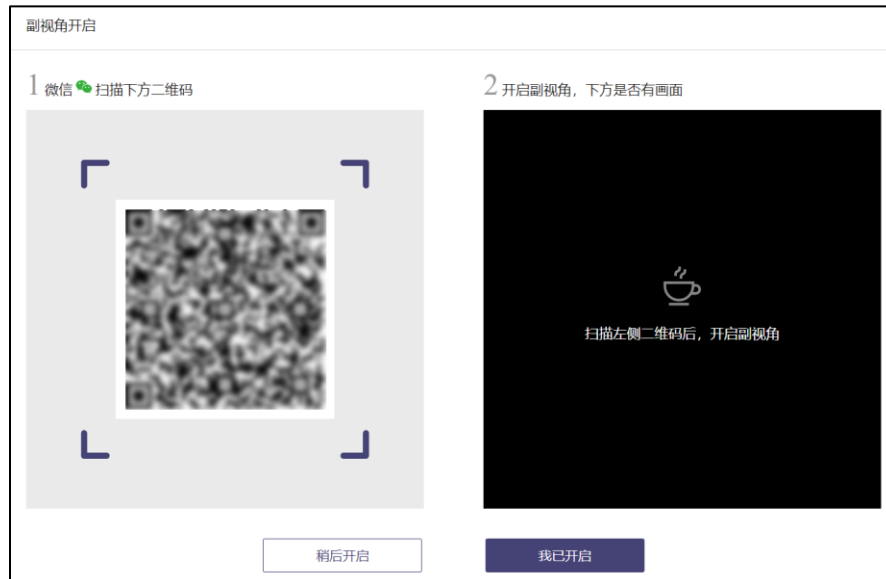 副视角开启
1 微信 扫描下方二维码
2 开启副视角，下方是否有画面
扫描左侧二维码后，开启副视角
稍后开启
我已开启